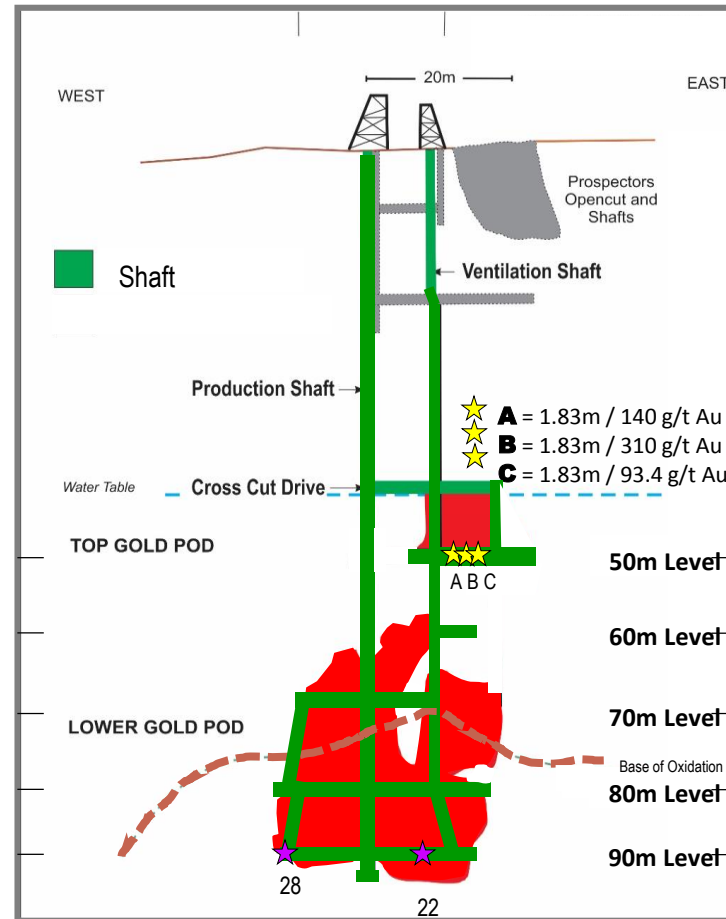 20m
WEST
EAST
Prospectors
Opencut and
Shafts
Shaft
Ventilation Shaft
Production Shaft
A = 1.83m / 140 g/t Au
B = 1.83m / 310 g/t Au
C = 1.83m / 93.4 g/t Au
Water Table
Cross Cut Drive
TOP GOLD POD
50m Level
A B C
60m Level
70m Level
LOWER GOLD POD
Base of Oxidation
80m Level
90m Level
28
22